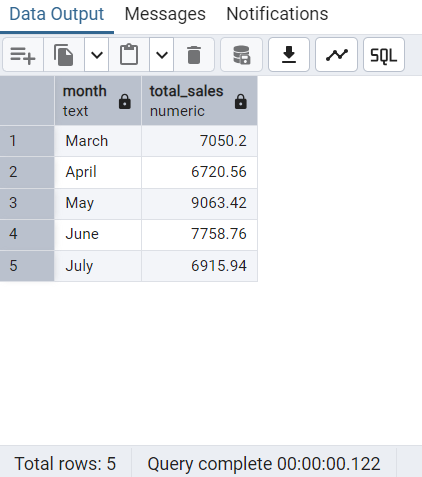 Data Output Messages Notifications
SQL
month total_sales
text numeric
1 March 7050.2
2 April 6720.56
3 May 9063.42
4 June 7758.76
5 July 6915.94
Total rows: 5 Query complete 00:00:00.122